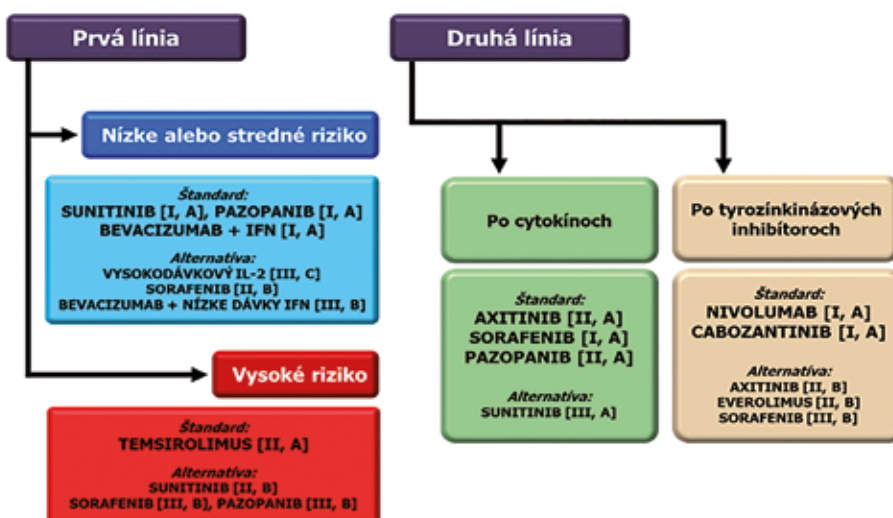 Prvá línia
Nízke alebo stredné riziko
Štandard:
SUNITINIB [I, A], PAZOPANIB [I, A]
BEVACIZUMAB + IFN [I, A]
Alternatíva:
VYSOKODÁVKOVÝ IL-2 [III, C]
SORAFENIB [II, B]
BEVACIZUMAB + NÍZKE DÁVKY IFN [III, B]
Vysoké riziko
Štandard:
TEMSIROLIMUS [II, A]
Alternatíva:
SUNITINIB [II, B]
SORAFENIB [III, B], PAZOPANIB [III, B]
Druhá línia
Po cytokínoch
Štandard:
AXITINIB [II, A]
SORAFENIB [I, A]
PAZOPANIB [II, A]
Alternatíva:
SUNITINIB [III, A]
Po tyrozínkinázových
inhibítoroch
Štandard:
NIVOLUMAB [I, A]
CABOZANTINIB [I, A]
Alternatíva:
AXITINIB [II, B]
EVEROLIMUS [II, B]
SORAFENIB [III, B]